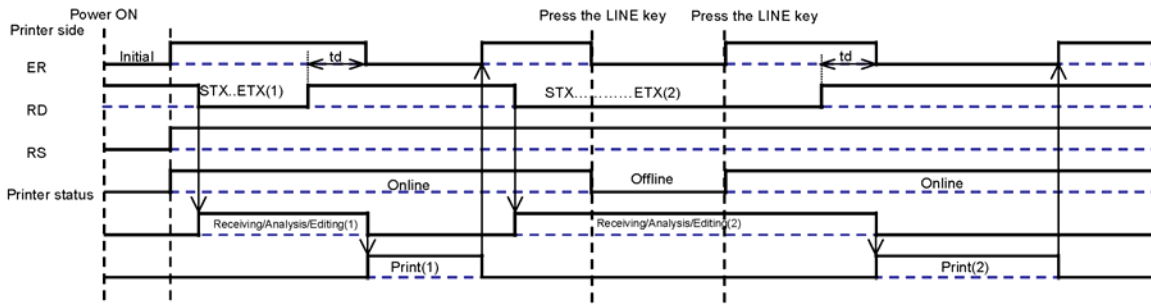 Power ON
Press the LINE key
Press the LINE key
Printer side
Initial
td
td
ER
STX..ETX(1)
STX............ETX(2)
RD
RS
Online
Offline
Online
Printer status
Receiving/Analysis/Editing(1)
Receiving/Analysis/Editing(2)
Print(1)
Print(2)